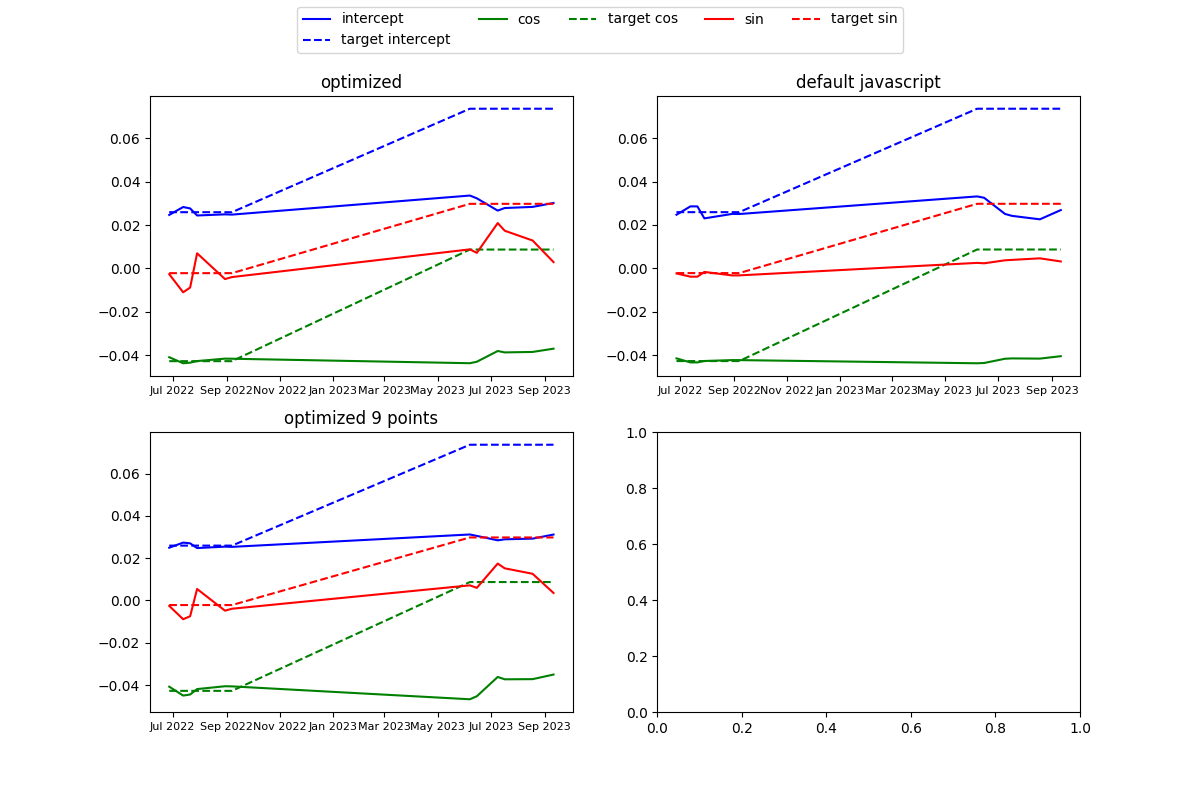 intercept cos target cos sin target sin
target intercept
optimized
0.06
0.04
0.02
0.00
−0.02
−0.04
Jul 2022 Sep 2022 Nov 2022 Jan 2023 Mar 2023 May 2023 Jul 2023 Sep 2023
default javascript
0.06
0.04
0.02
0.00
−0.02
−0.04
Jul 2022 Sep 2022 Nov 2022 Jan 2023 Mar 2023 May 2023 Jul 2023 Sep 2023
optimized 9 points
0.06
0.04
0.02
0.00
−0.02
−0.04
Jul 2022 Sep 2022 Nov 2022 Jan 2023 Mar 2023 May 2023 Jul 2023 Sep 2023
1.0
0.8
0.6
0.4
0.2
0.0
0.0 0.2 0.4 0.6 0.8 1.0